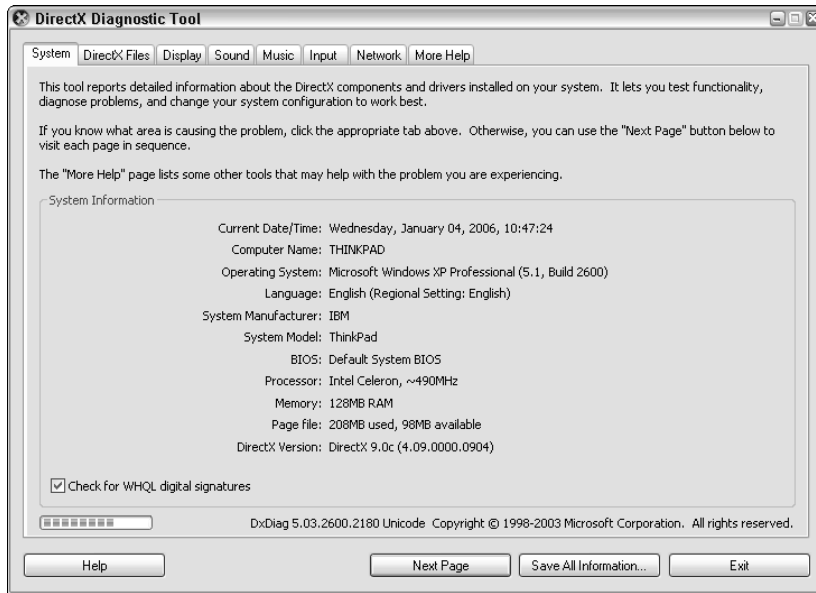 DirectX Diagnostic Tool
System DirectX Files Display Sound Music Input Network More Help
This tool reports detailed information about the DirectX components and drivers installed on your system. It lets you test functionality,
diagnose problems, and change your system configuration to work best.
If you know what area is causing the problem, click the appropriate tab above. Otherwise, you can use the "Next Page" button below to
visit each page in sequence.
The "More Help" page lists some other tools that may help with the problem you are experiencing.
System Information
Current Date/Time: Wednesday, January 04, 2006, 10:47:24
Computer Name: THINKPAD
Operating System: Microsoft Windows XP Professional (5.1, Build 2600)
Language: English (Regional Setting: English)
System Manufacturer: IBM
System Model: ThinkPad
BIOS: Default System BIOS
Processor: Intel Celeron, ~490MHz
Memory: 128MB RAM
Page file: 208MB used, 98MB available
DirectX Version: DirectX 9.0c (4.09.0000.0904)
Check for WHQL digital signatures
DxDiag 5.03.2600.2180 Unicode Copyright © 1998-2003 Microsoft Corporation. All rights reserved.
Help Next Page Save All Information... Exit